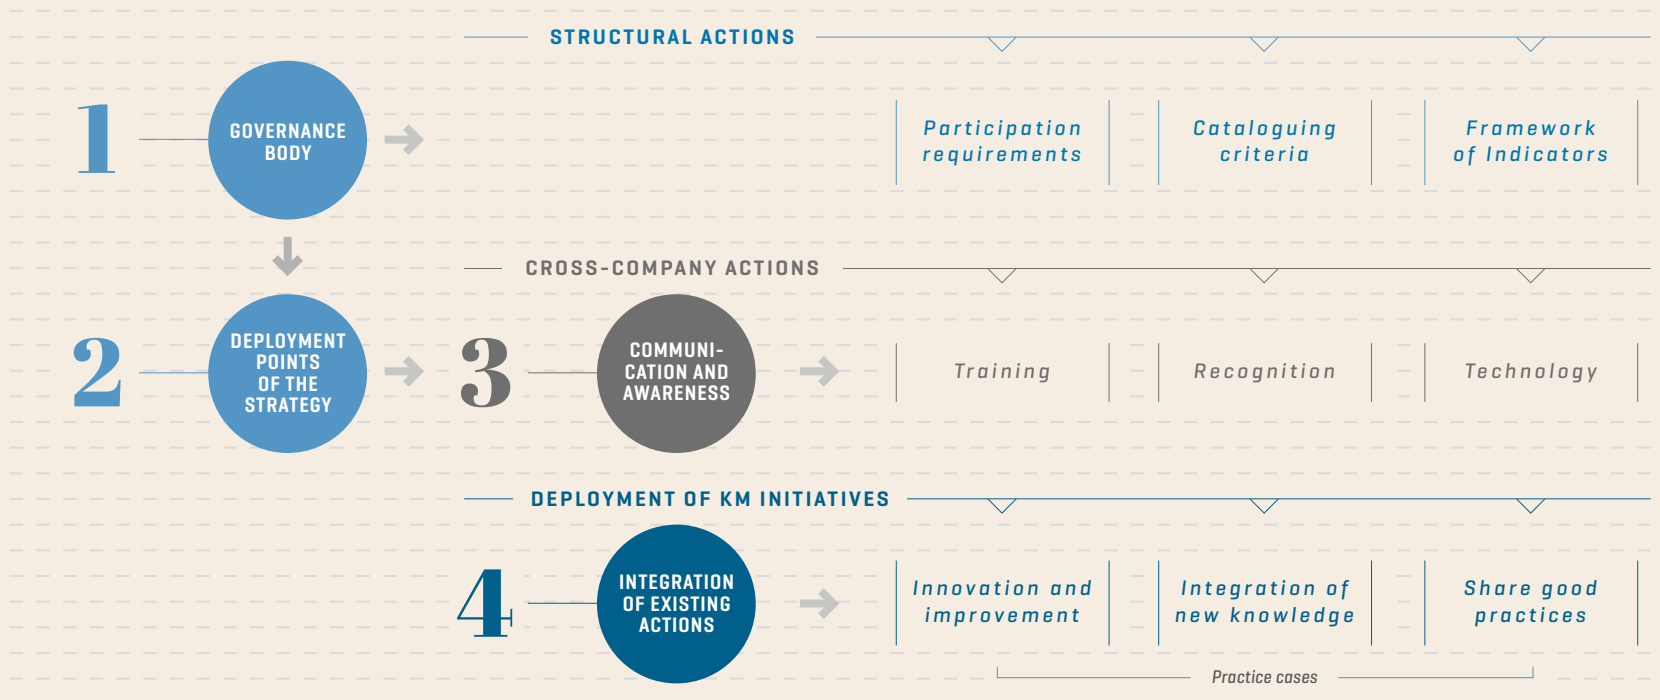 STRUCTURAL ACTIONS
1
GOVERNANCE
BODY
Participation
requirements
Cataloguing
criteria
Framework
of Indicators
CROSS-COMPANY ACTIONS
2
DEPLOYMENT
POINTS
OF THE
STRATEGY
3
COMMUNI-
CATION AND
AWARENESS
Training
Recognition
Technology
DEPLOYMENT OF KM INITIATIVES
4
INTEGRATION
OF EXISTING
ACTIONS
Innovation and
improvement
Integration of
new knowledge
Share good
practices
Practice cases